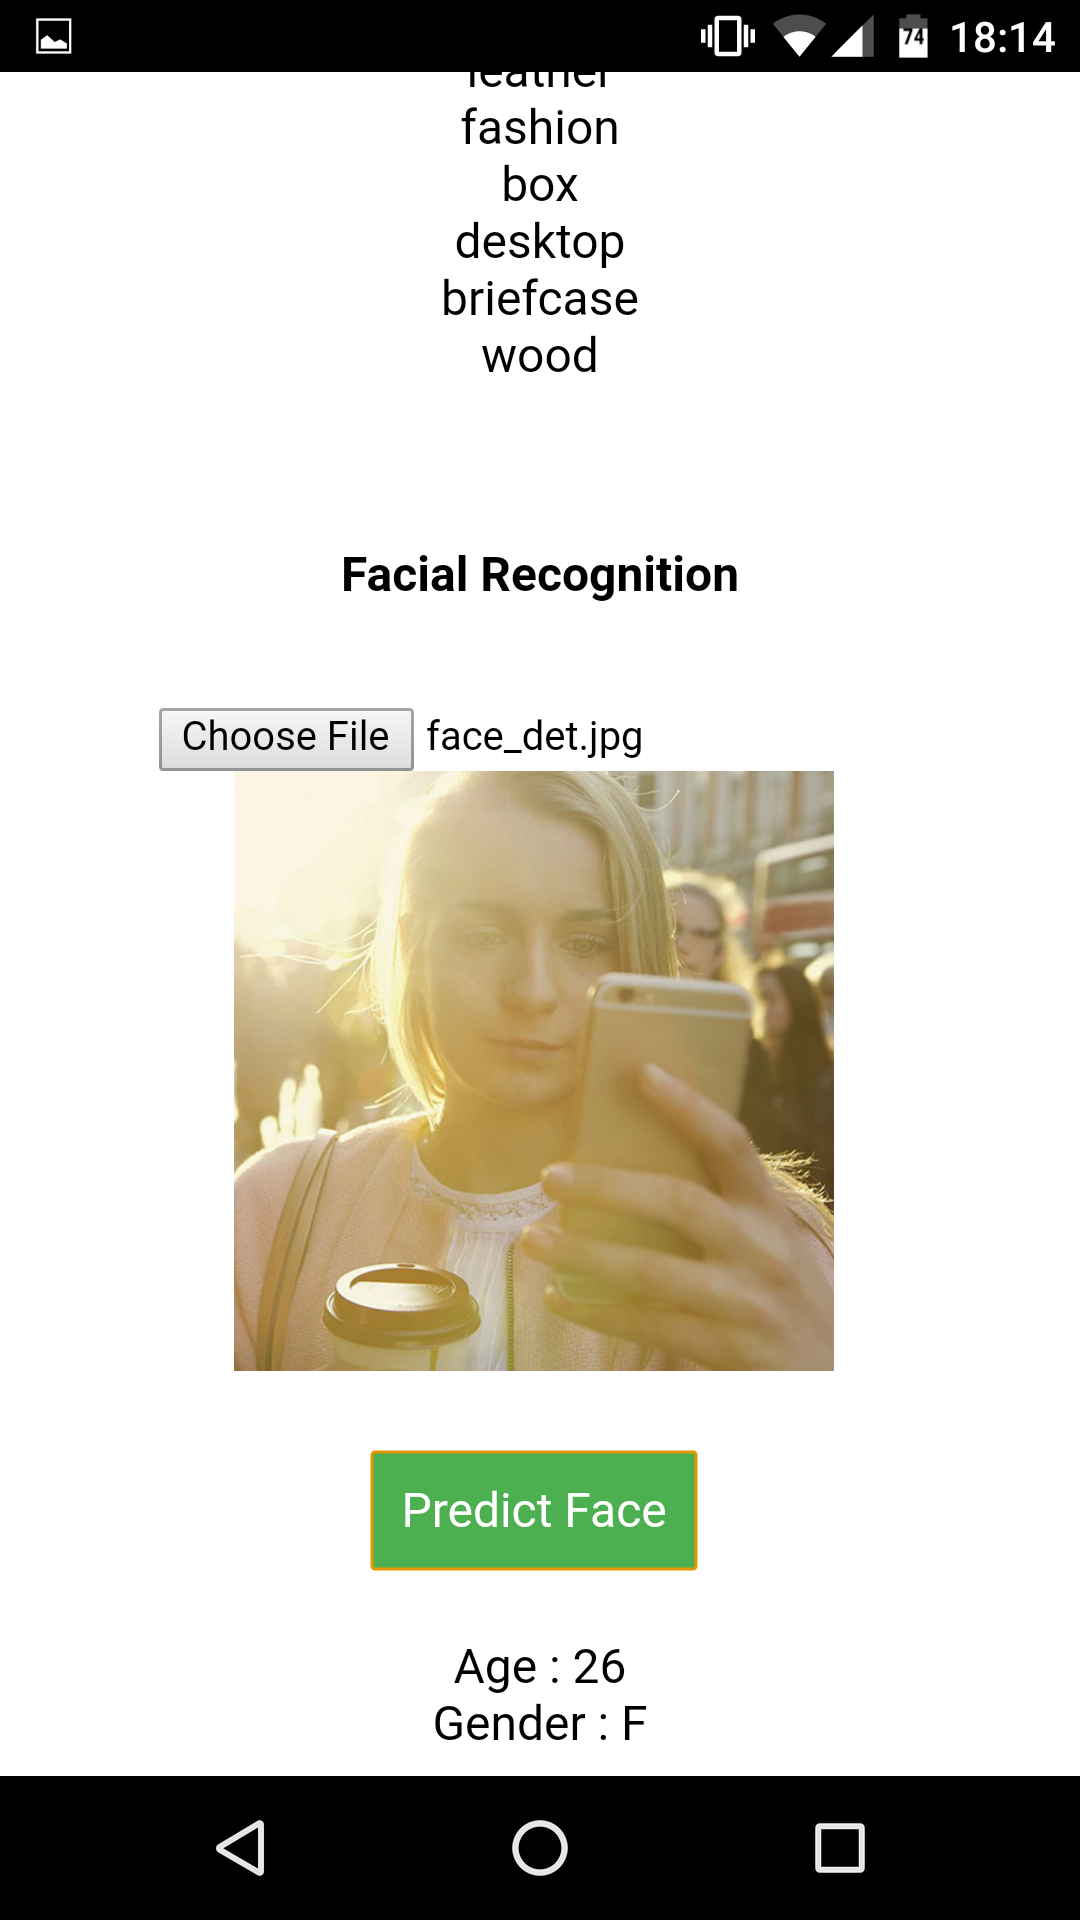 74 18:14
leather
fashion
box
desktop
briefcase
wood
Facial Recognition
Choose File face_det.jpg
Predict Face
Age : 26
Gender : F